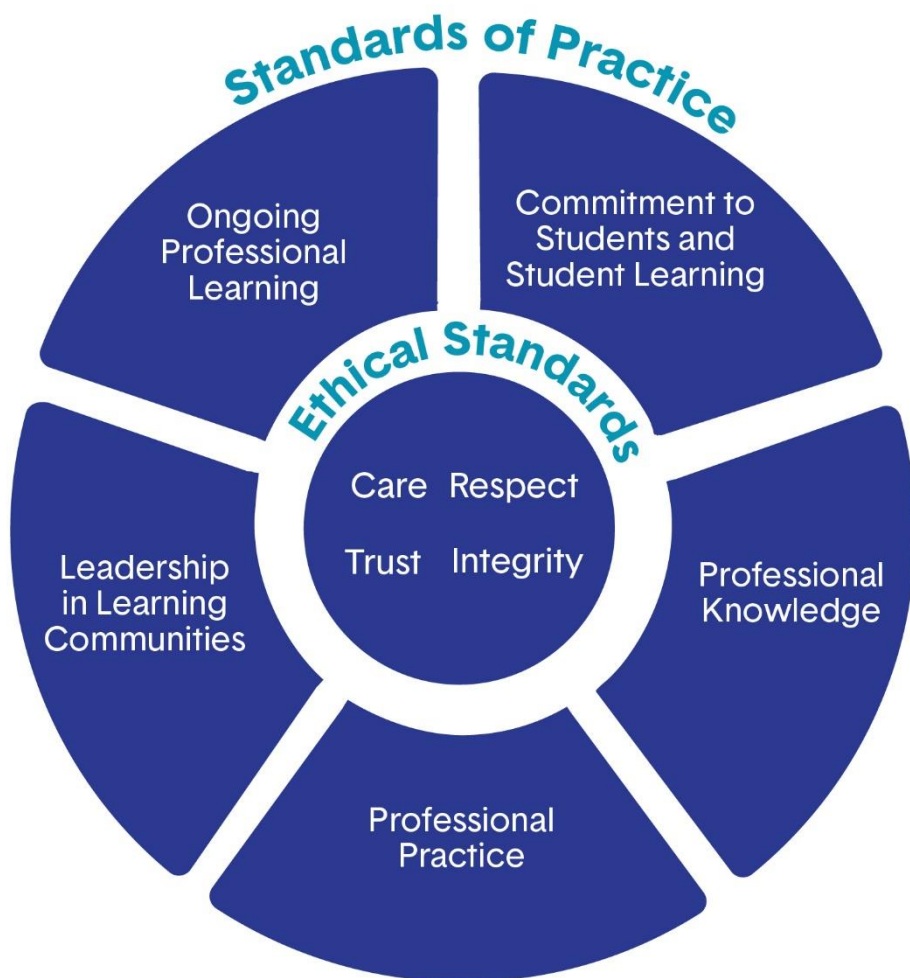 Standards of Practice
Ongoing
Professional
Learning
Commitment to
Students and
Student Learning
Ethical Standards
Care Respect
Trust Integrity
Leadership
in Learning
Communities
Professional
Knowledge
Professional
Practice